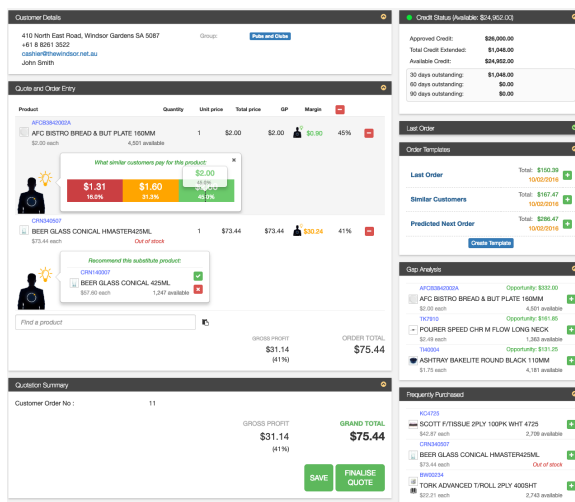 Customer Details
410 North East Road, Windsor Gardens SA 5087
+61 8 8261 3522
cashier@thewindsor.net.au
John Smith
Group:
Pubs and Clubs
Quote and Order Entry
Product Quantity Unit price Total price GP Margin
AFCB3842002A
AFC BISTRO BREAD & BUT PLATE 160MM 1 $2.00 $2.00 $0.90 45%
$2.00 each 4,501 available
What similar customers pay for this product:
×
$2.00
$1.31 $1.60
16.0% 31.3% 45.0%
CRN340507
BEER GLASS CONICAL HMASTER425ML 1 $73.44 $73.44 $30.24 41%
$73.44 each Out of stock
Recommend this substitute product:
CRN140007
BEER GLASS CONICAL 425ML
$57.60 each 1,247 available
Find a product
GROSS PROFIT ORDER TOTAL
$31.14 $75.44
(41%)
Quotation Summary
Customer Order No : 11
GROSS PROFIT GRAND TOTAL
$31.14 $75.44
(41%)
SAVE
FINALISE
QUOTE
Credit Status (Available: $24,952.00)
Approved Credit: $26,000.00
Total Credit Extended: $1,048.00
Available Credit: $24,952.00
30 days outstanding: $1,048.00
60 days outstanding: $0.00
90 days outstanding: $0.00
Last Order
Order Templates
Last Order Total: $150.39
10/02/2016
Similar Customers Total: $167.47
10/02/2016
Predicted Next Order Total: $286.47
10/02/2016
Create Template
Gap Analysis
AFCB3842002A Opportunity: $332.00
AFC BISTRO BREAD & BUT PLATE 160MM
$2.00 each 4,501 available
TK7910 Opportunity: $161.85
POURER SPEED CHR M FLOW LONG NECK
$2.49 each 1,363 available
TI40004 Opportunity: $131.25
ASHTRAY BAKELITE ROUND BLACK 110MM
$1.75 each 4,181 available
Frequently Purchased
KC4725
SCOTT F/TISSUE 2PLY 100PK WHT 4725
$42.87 each 2,709 available
CRN340507
BEER GLASS CONICAL HMASTER425ML
$73.44 each Out of stock
BW00234
TORK ADVANCED T/ROLL 2PLY 400SHT
$22.21 each 2,743 available